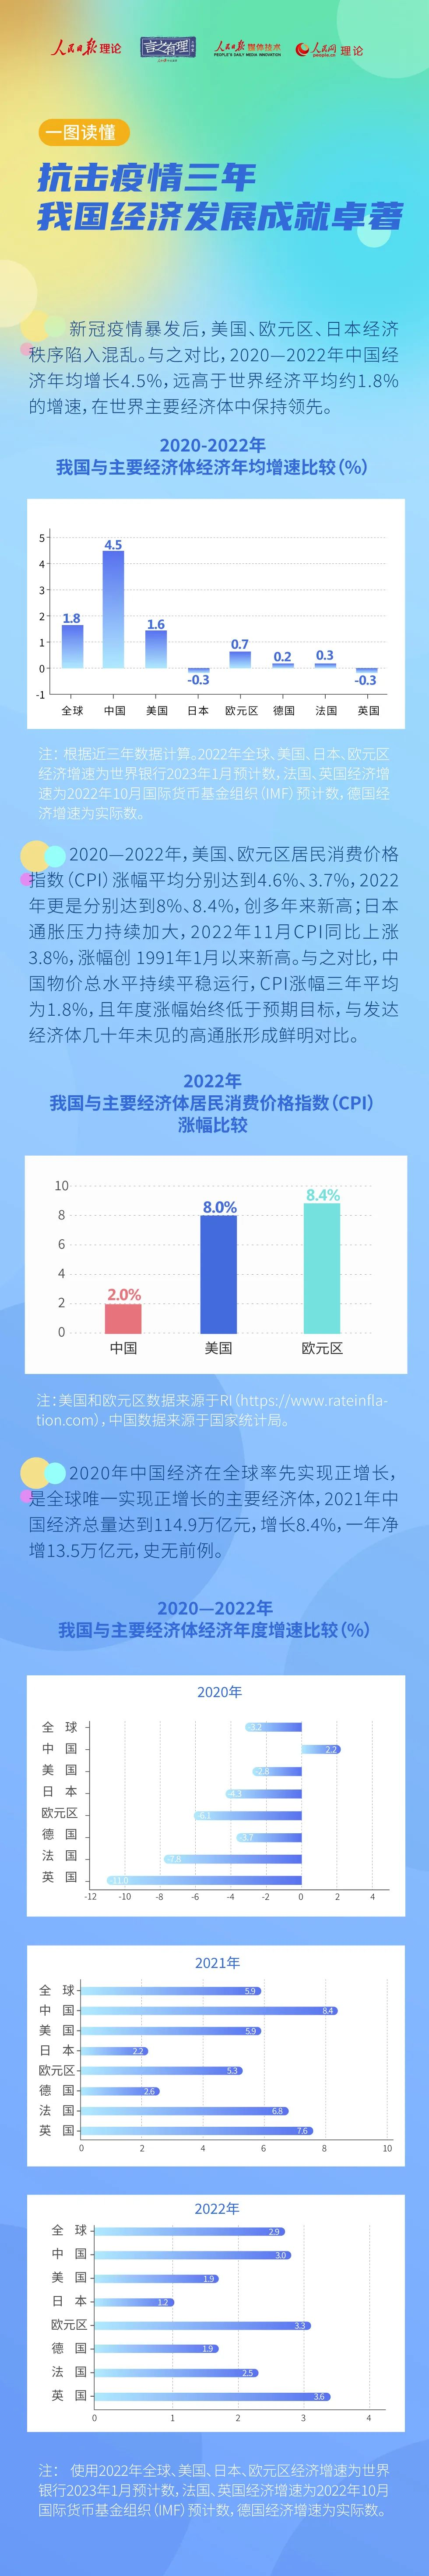 人民日报 理论
言之有理
人民日报 媒体技术
PEOPLE'S DAILY MEDIA INNOVATION
人民网
people.cn
理论
一图读懂
抗击疫情三年
我国经济发展成就卓著
新冠疫情暴发后，美国、欧元区、日本经济
秩序陷入混乱。与之对比，2020—2022年中国经
济年均增长4.5%，远高于世界经济平均约1.8%
的增速，在世界主要经济体中保持领先。
2020-2022年
我国与主要经济体经济年均增速比较（%）
5
4
3
2
1
0
-1
1.8
4.5
1.6
-0.3
0.7
0.2
0.3
-0.3
全球
中国
美国
日本
欧元区
德国
法国
英国
注：根据近三年数据计算。2022年全球、美国、日本、欧元区
经济增速为世界银行2023年1月预计数，法国、英国经济增
速为2022年10月国际货币基金组织（IMF）预计数，德国经
济增速为实际数。
2020—2022年，美国、欧元区居民消费价格
指数（CPI）涨幅平均分别达到4.6%、3.7%，2022
年更是分别达到8%、8.4%，创多年来新高；日本
通胀压力持续加大，2022年11月CPI同比上涨
3.8%，涨幅创 1991年1月以来新高。与之对比，中
国物价总水平持续平稳运行，CPI涨幅三年平均
为1.8%，且年度涨幅始终低于预期目标，与发达
经济体几十年未见的高通胀形成鲜明对比。
2022年
我国与主要经济体居民消费价格指数（CPI）
涨幅比较
10
8
6
4
2
0
2.0%
8.0%
8.4%
中国
美国
欧元区
注：美国和欧元区数据来源于RI（https://www.rateinfla-
tion.com），中国数据来源于国家统计局。
2020年中国经济在全球率先实现正增长，
是全球唯一实现正增长的主要经济体，2021年中
国经济总量达到114.9万亿元，增长8.4%，一年净
增13.5万亿元，史无前例。
2020—2022年
我国与主要经济体经济年度增速比较（%）
2020年
全 球 -3.2
中 国 2.2
美 国 -2.8
日 本 -4.3
欧元区 -6.1
德 国 -3.7
法 国 -7.8
英 国 -11.0
-12 -10 -8 -6 -4 -2 0 2 4
2021年
全 球 5.9
中 国 8.4
美 国 5.9
日 本 2.2
欧元区 5.3
德 国 2.6
法 国 6.8
英 国 7.6
0 2 4 6 8 10
2022年
全 球 2.9
中 国 3.0
美 国 1.9
日 本 1.2
欧元区 3.3
德 国 1.9
法 国 2.5
英 国 3.6
0 1 2 3 4
注： 使用2022年全球、美国、日本、欧元区经济增速为世界
银行2023年1月预计数，法国、英国经济增速为2022年10月
国际货币基金组织（IMF）预计数，德国经济增速为实际数。